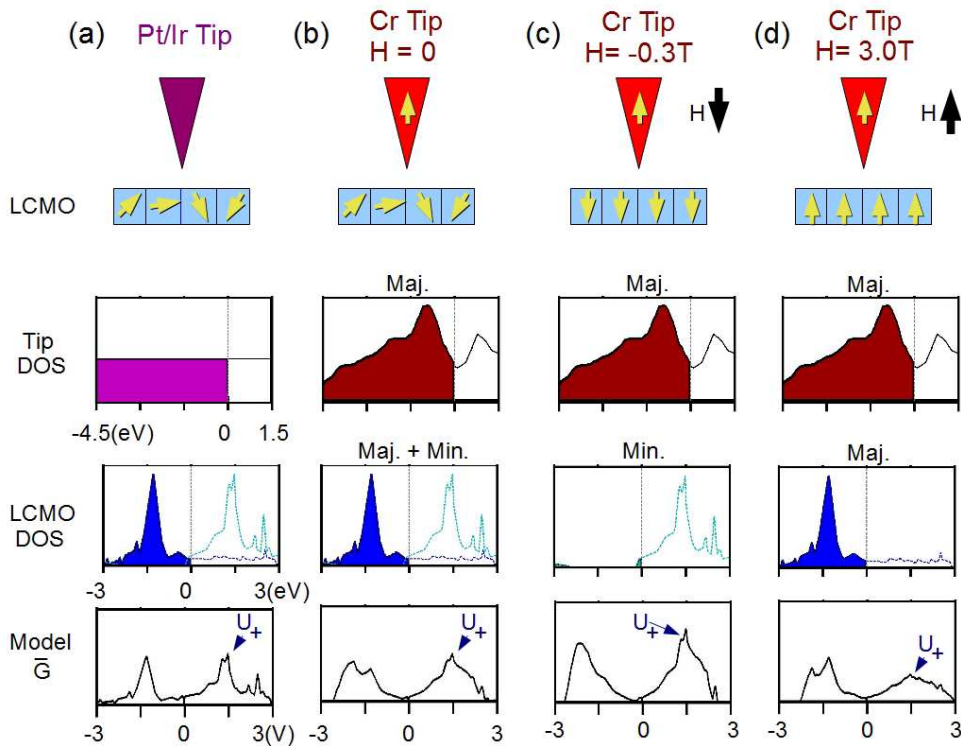 (a) Pt/Ir Tip
(b) Cr Tip
H = 0
(c) Cr Tip
H= -0.3T
(d) Cr Tip
H= 3.0T
H
H
LCMO
Tip
DOS
Maj.
Maj.
Maj.
-4.5(eV) 0 1.5
LCMO
DOS
Maj. + Min.
Min.
Maj.
-3 0 3(eV)
Model
G̅
U+
U+
U+
U+
-3 0 3(V)
-3 0 3
-3 0 3
-3 0 3